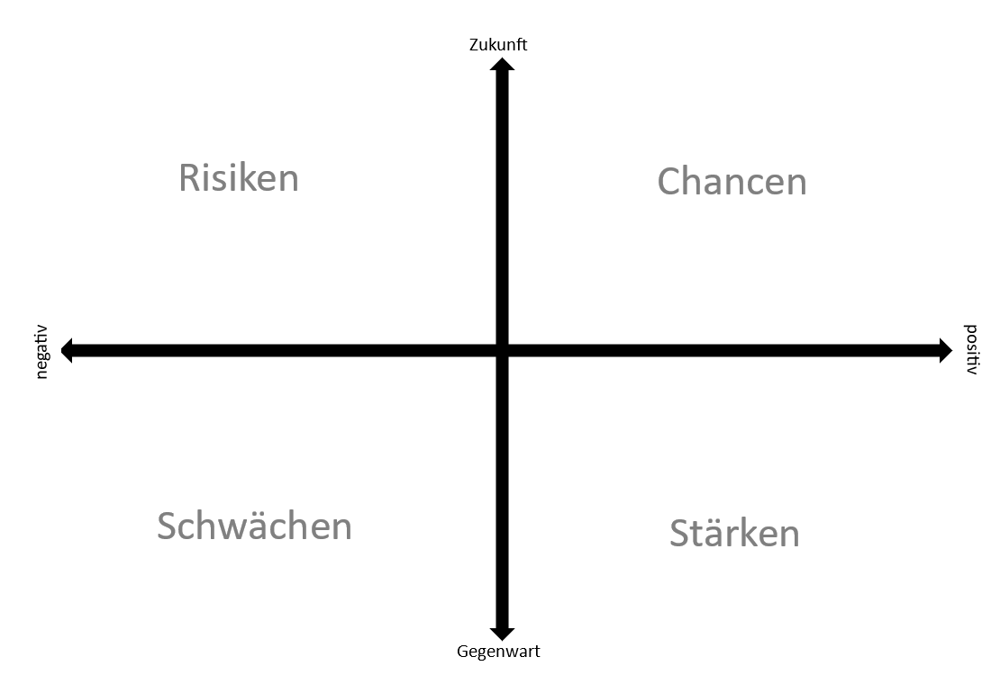 Zukunft
Risiken
Chancen
negativ
positiv
Schwächen
Stärken
Gegenwart